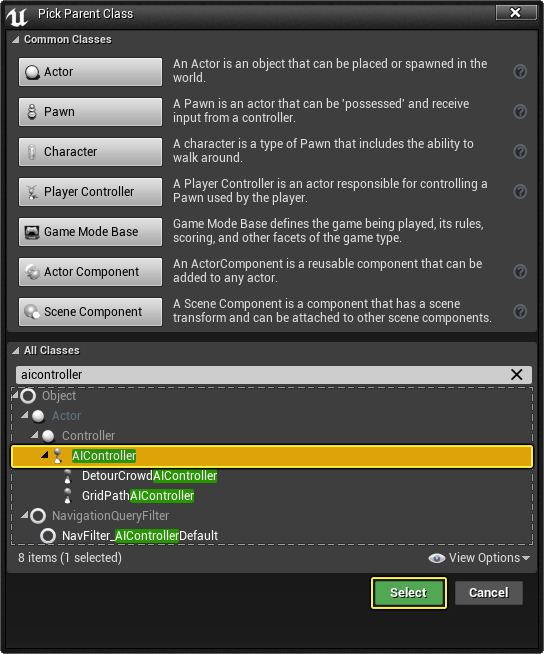 Pick Parent Class
Common Classes
Actor
An Actor is an object that can be placed or spawned in the
world.
Pawn
A Pawn is an actor that can be 'possessed' and receive
input from a controller.
Character
A character is a type of Pawn that includes the ability to
walk around.
Player Controller
A Player Controller is an actor responsible for controlling a
Pawn used by the player.
Game Mode Base
Game Mode Base defines the game being played, its rules,
scoring, and other facets of the game type.
Actor Component
An ActorComponent is a reusable component that can be
added to any actor.
Scene Component
A Scene Component is a component that has a scene
transform and can be attached to other scene components.
All Classes
aicontroller
Object
Actor
Controller
AIController
DetourCrowdAIController
GridPathAIController
NavigationQueryFilter
NavFilter_AIControllerDefault
8 items (1 selected)
View Options
Select
Cancel